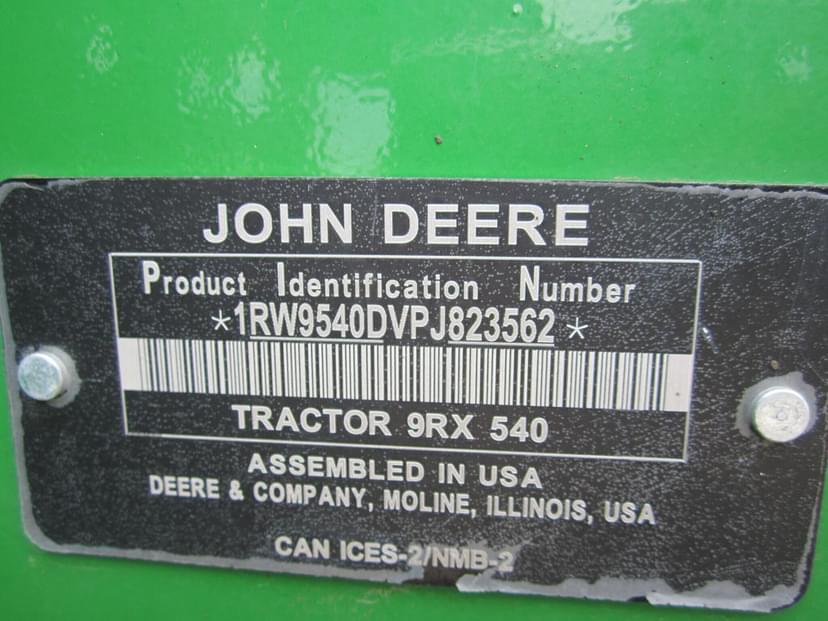 JOHN DEERE
Product Identification Number
*1RW9540DVPJ823562*
TRACTOR 9RX 540
ASSEMBLED IN USA
DEERE & COMPANY, MOLINE, ILLINOIS, USA
CAN ICES-2/NMB-2